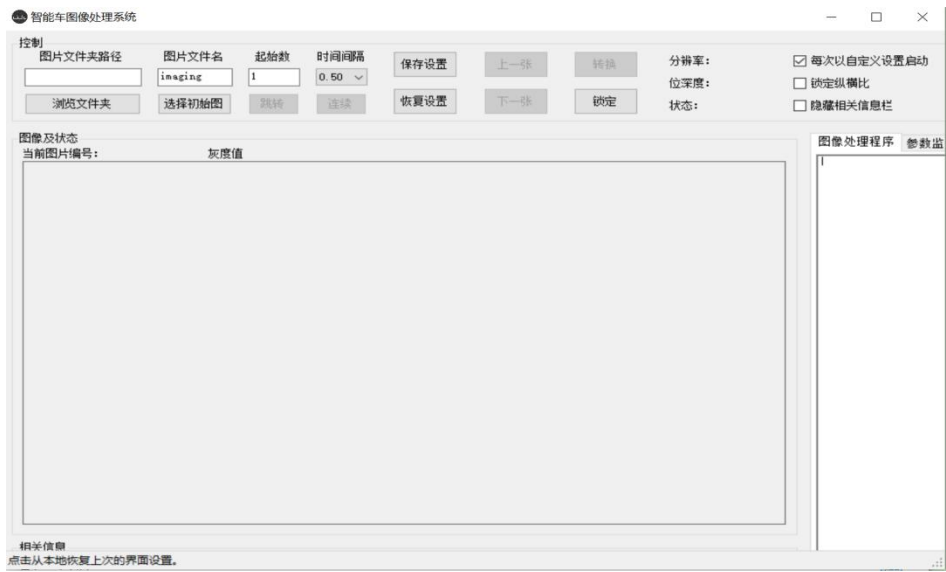 智能车图像处理系统
控制
图片文件夹路径 图片文件名 起始数 时间间隔
保存设置 上一张 转换 分辨率： 每次以自定义设置启动
imaging 1 0.50
位深度： 锁定纵横比
浏览文件夹 选择初始图 跳转 连续 恢复设置 下一张 锁定 状态： 隐藏相关信息栏
图像及状态
当前图片编号： 灰度值
图像处理程序 参数监
相关信息
点击从本地恢复上次的界面设置。